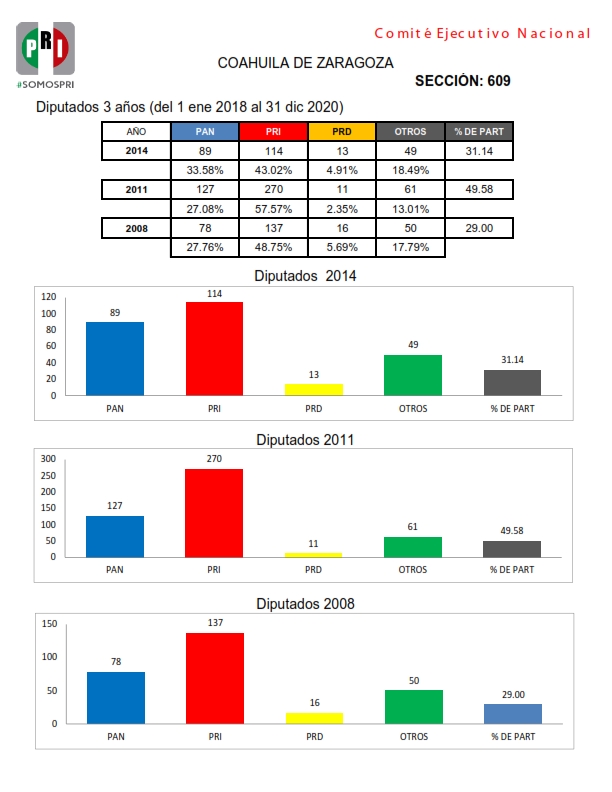 Comité Ejecutivo Nacional
PRI
#SOMOSPRI
COAHUILA DE ZARAGOZA
SECCIÓN: 609
Diputados 3 años (del 1 ene 2018 al 31 dic 2020)
AÑO PAN PRI PRD OTROS % DE PART
2014 89 114 13 49 31.14
33.58% 43.02% 4.91% 18.49%
2011 127 270 11 61 49.58
27.08% 57.57% 2.35% 13.01%
2008 78 137 16 50 29.00
27.76% 48.75% 5.69% 17.79%
Diputados 2014
120
100
80
60
40
20
0
89 114 13 49 31.14
PAN PRI PRD OTROS % DE PART
Diputados 2011
300
250
200
150
100
50
0
127 270 11 61 49.58
PAN PRI PRD OTROS % DE PART
Diputados 2008
150
100
50
0
78 137 16 50 29.00
PAN PRI PRD OTROS % DE PART